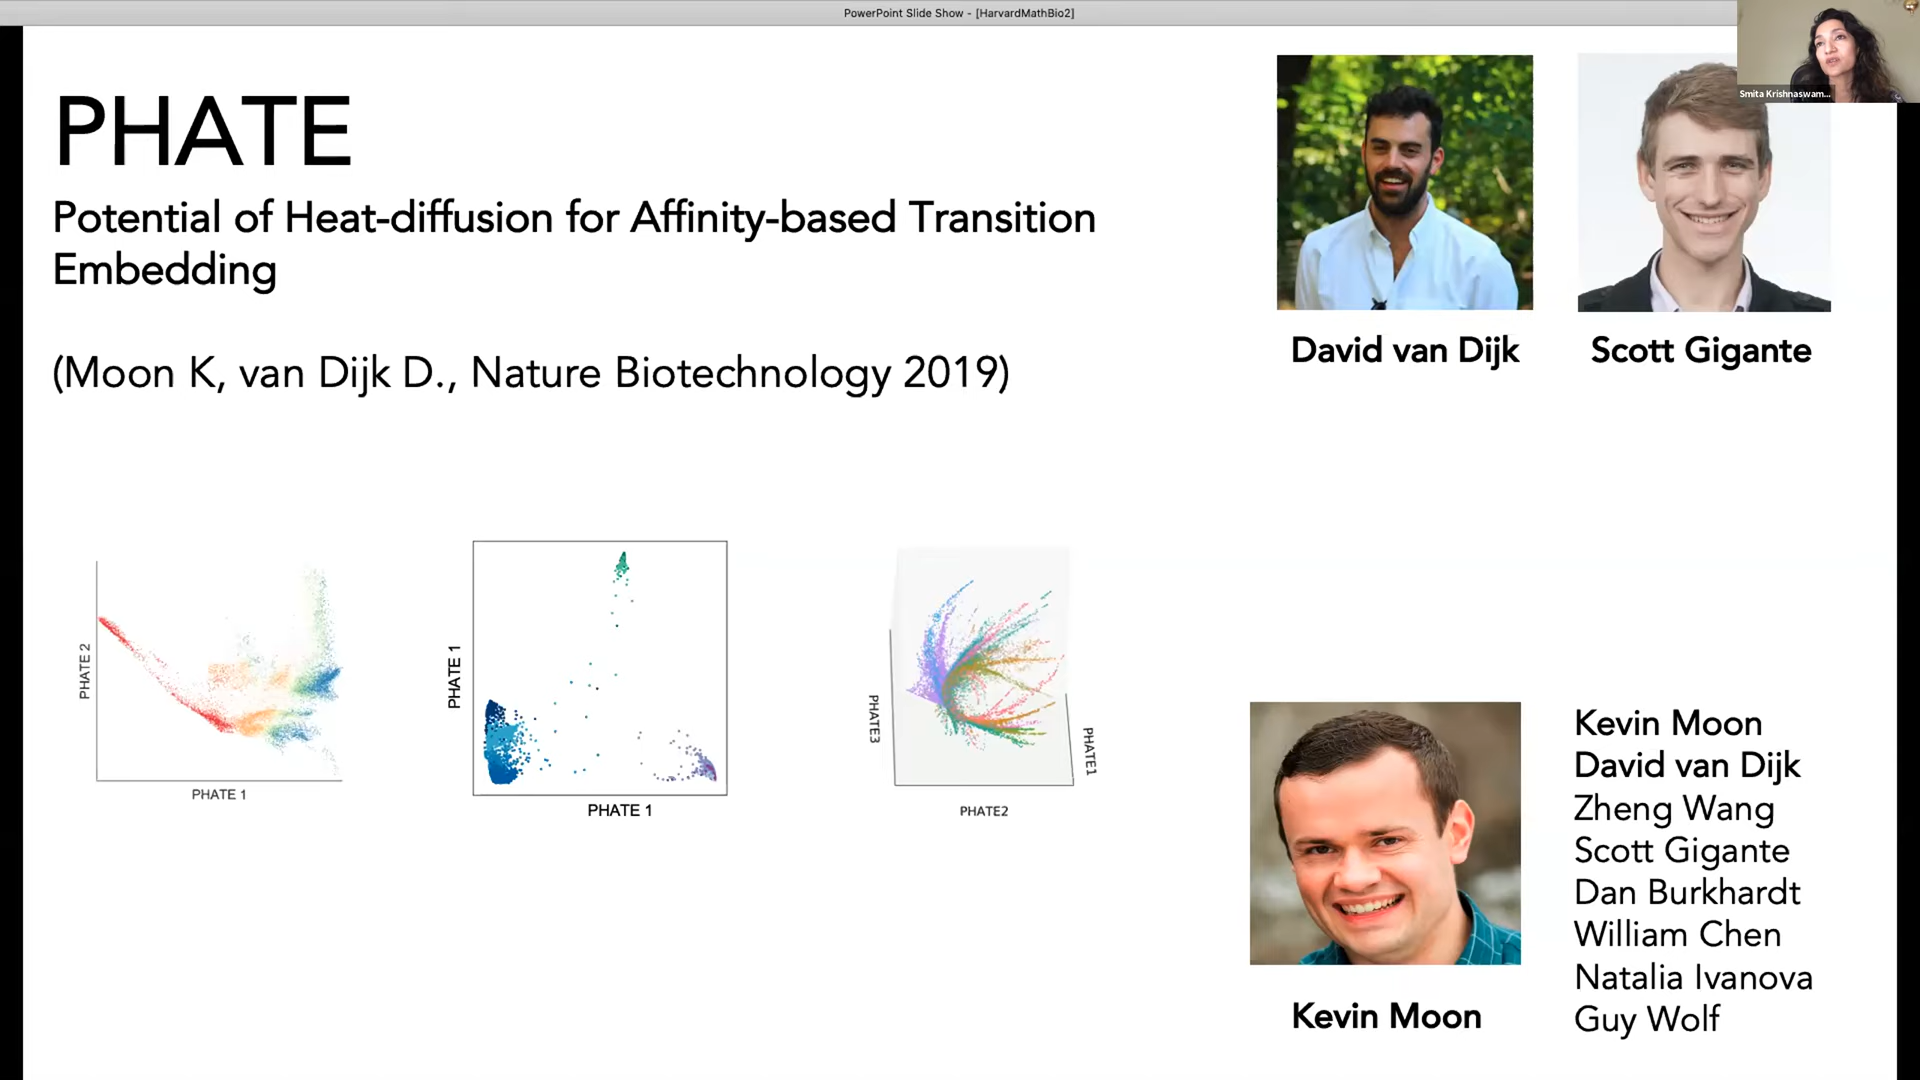 PowerPoint Slide Show - [HarvardMathBio2]
Smita Krishnaswam...
PHATE
Potential of Heat-diffusion for Affinity-based Transition
Embedding
(Moon K, van Dijk D., Nature Biotechnology 2019)
David van Dijk
Scott Gigante
PHATE 2
PHATE 1
PHATE 1
PHATE 1
PHATE3
PHATE2
PHATE1
Kevin Moon
Kevin Moon
David van Dijk
Zheng Wang
Scott Gigante
Dan Burkhardt
William Chen
Natalia Ivanova
Guy Wolf